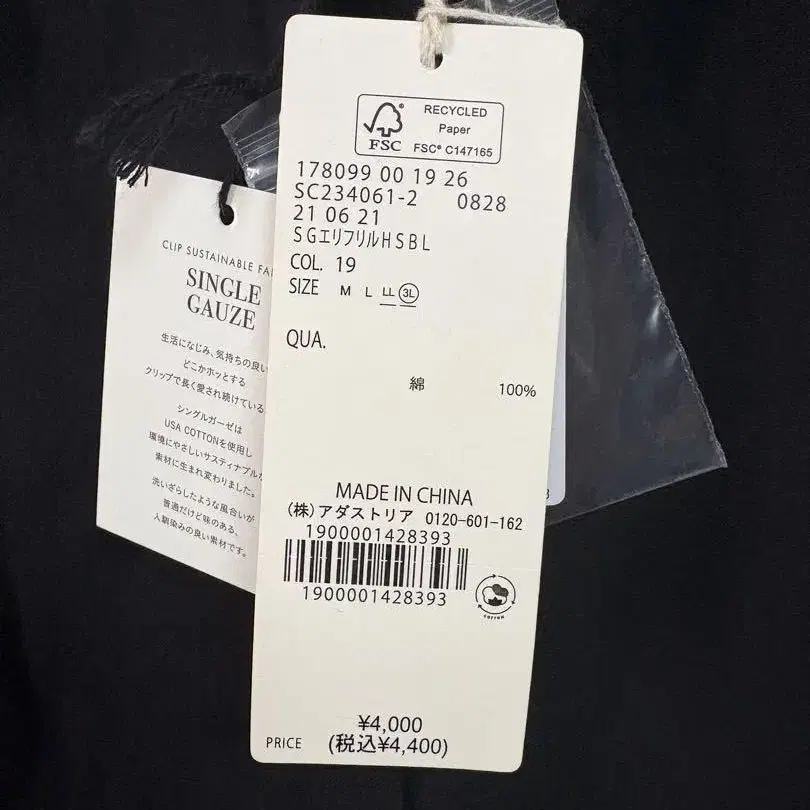 RECYCLED
Paper
FSC® C147165
FSC
178099 00 19 26
SC234061-2 0828
21 06 21
SGエリフリルHSBL
COL. 19
SIZE M L LL 3L
QUA.
綿 100%
MADE IN CHINA
(株)アダストリア 0120-601-162
1900001428393
1900001428393
cotton
¥4,000
PRICE (税込¥4,400)
CLIP SUSTAINABLE
SINGLE
GAUZE
生活になじみ、気持ちの良い
どこかホッとする
クリップで長く愛され続けている
シングルガーゼは
USA COTTONを使用し
環境にやさしいサスティナブルな
素材に生まれ変わりました。
洗いざらしたような風合いが
普通だけど味のある、
人馴染みの良い素材です。